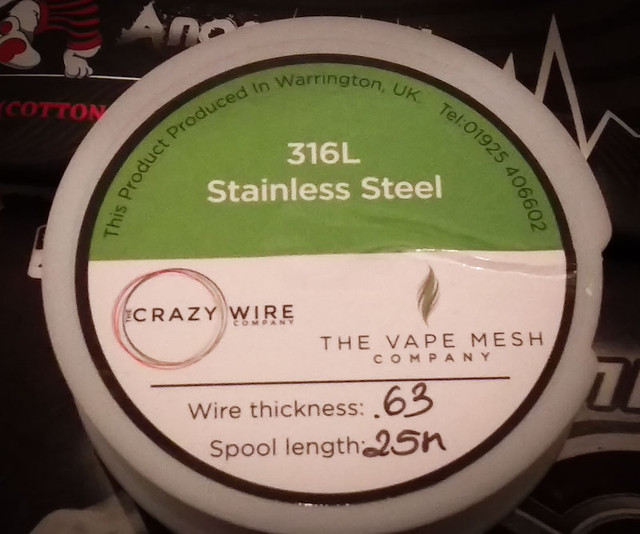 (COTTON
This Product Produced In Warrington, UK. Tel:01925 406602
316L
Stainless Steel
THE CRAZY WIRE
COMPANY
THE VAPE MESH
COMPANY
Wire thickness: .63
Spool length: 25m